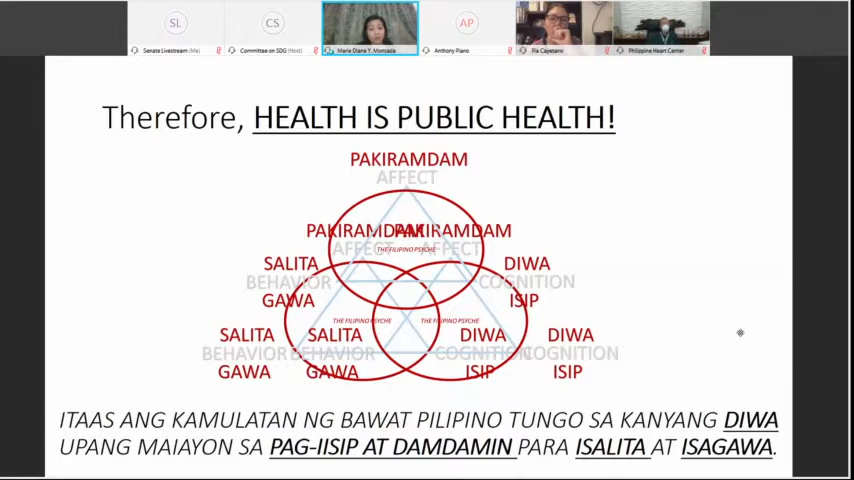 SL
CS
AP
Senate Livestream (Me)
Committee on SDG (Host)
Marie Diane Y. Monsada
Anthony Piano
Pia Cayetano
Philippine Heart Center
Therefore, HEALTH IS PUBLIC HEALTH!
PAKIRAMDAM
AFFECT
PAKIRAMDAM PAKIRAMDAM
AFFECT AFFECT
THE FILIPINO PSYCHE
SALITA DIWA
BEHAVIOR COGNITION
GAWA ISIP
THE FILIPINO PSYCHE THE FILIPINO PSYCHE
SALITA SALITA DIWA DIWA
BEHAVIOR BEHAVIOR COGNITION COGNITION
GAWA GAWA ISIP ISIP
ITAAS ANG KAMULATAN NG BAWAT PILIPINO TUNGO SA KANYANG DIWA
UPANG MAIAYON SA PAG-IISIP AT DAMDAMIN PARA ISALITA AT ISAGAWA.